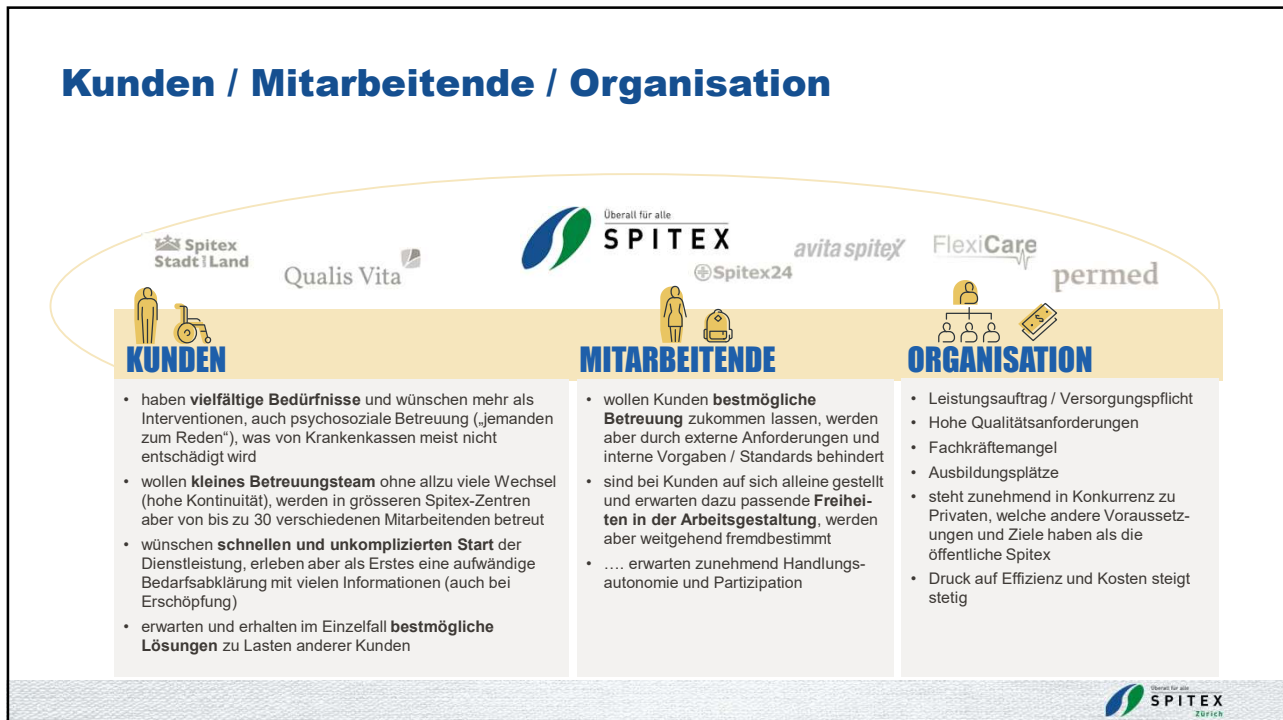 Kunden / Mitarbeitende / Organisation
Überall für alle
SPITEX
Spitex
Stadt Land
Qualis Vita
Spitex24
avita spitex
FlexiCare
permed
KUNDEN
• haben vielfältige Bedürfnisse und wünschen mehr als
Interventionen, auch psychosoziale Betreuung („jemanden
zum Reden“), was von Krankenkassen meist nicht
entschädigt wird
• wollen kleines Betreuungsteam ohne allzu viele Wechsel
(hohe Kontinuität), werden in grösseren Spitex-Zentren
aber von bis zu 30 verschiedenen Mitarbeitenden betreut
• wünschen schnellen und unkomplizierten Start der
Dienstleistung, erleben aber als Erstes eine aufwändige
Bedarfsabklärung mit vielen Informationen (auch bei
Erschöpfung)
• erwarten und erhalten im Einzelfall bestmögliche
Lösungen zu Lasten anderer Kunden
MITARBEITENDE
• wollen Kunden bestmögliche
Betreuung zukommen lassen, werden
aber durch externe Anforderungen und
interne Vorgaben / Standards behindert
• sind bei Kunden auf sich alleine gestellt
und erwarten dazu passende Freihei-
ten in der Arbeitsgestaltung, werden
aber weitgehend fremdbestimmt
• …. erwarten zunehmend Handlungs-
autonomie und Partizipation
ORGANISATION
• Leistungsauftrag / Versorgungspflicht
• Hohe Qualitätsanforderungen
• Fachkräftemangel
• Ausbildungsplätze
• steht zunehmend in Konkurrenz zu
Privaten, welche andere Voraussetz-
ungen und Ziele haben als die
öffentliche Spitex
• Druck auf Effizienz und Kosten steigt
stetig
Überall für alle
SPITEX
Zürich